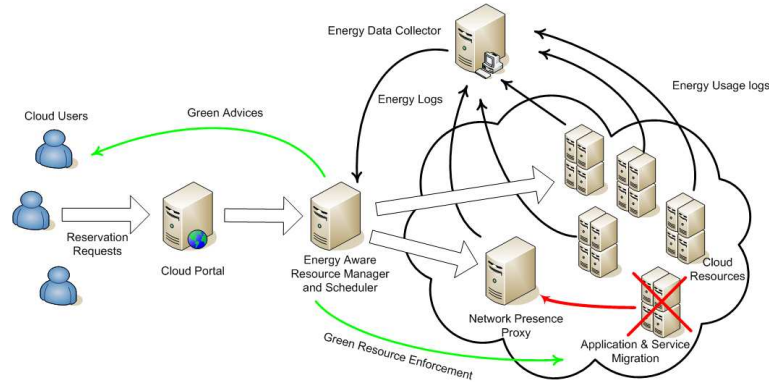 Energy Data Collector
Energy Logs
Energy Usage logs
Cloud Users
Green Advices
Reservation
Requests
Cloud Portal
Energy Aware
Resource Manager
and Scheduler
Network Presence
Proxy
Cloud
Resources
Application & Service
Migration
Green Resource Enforcement